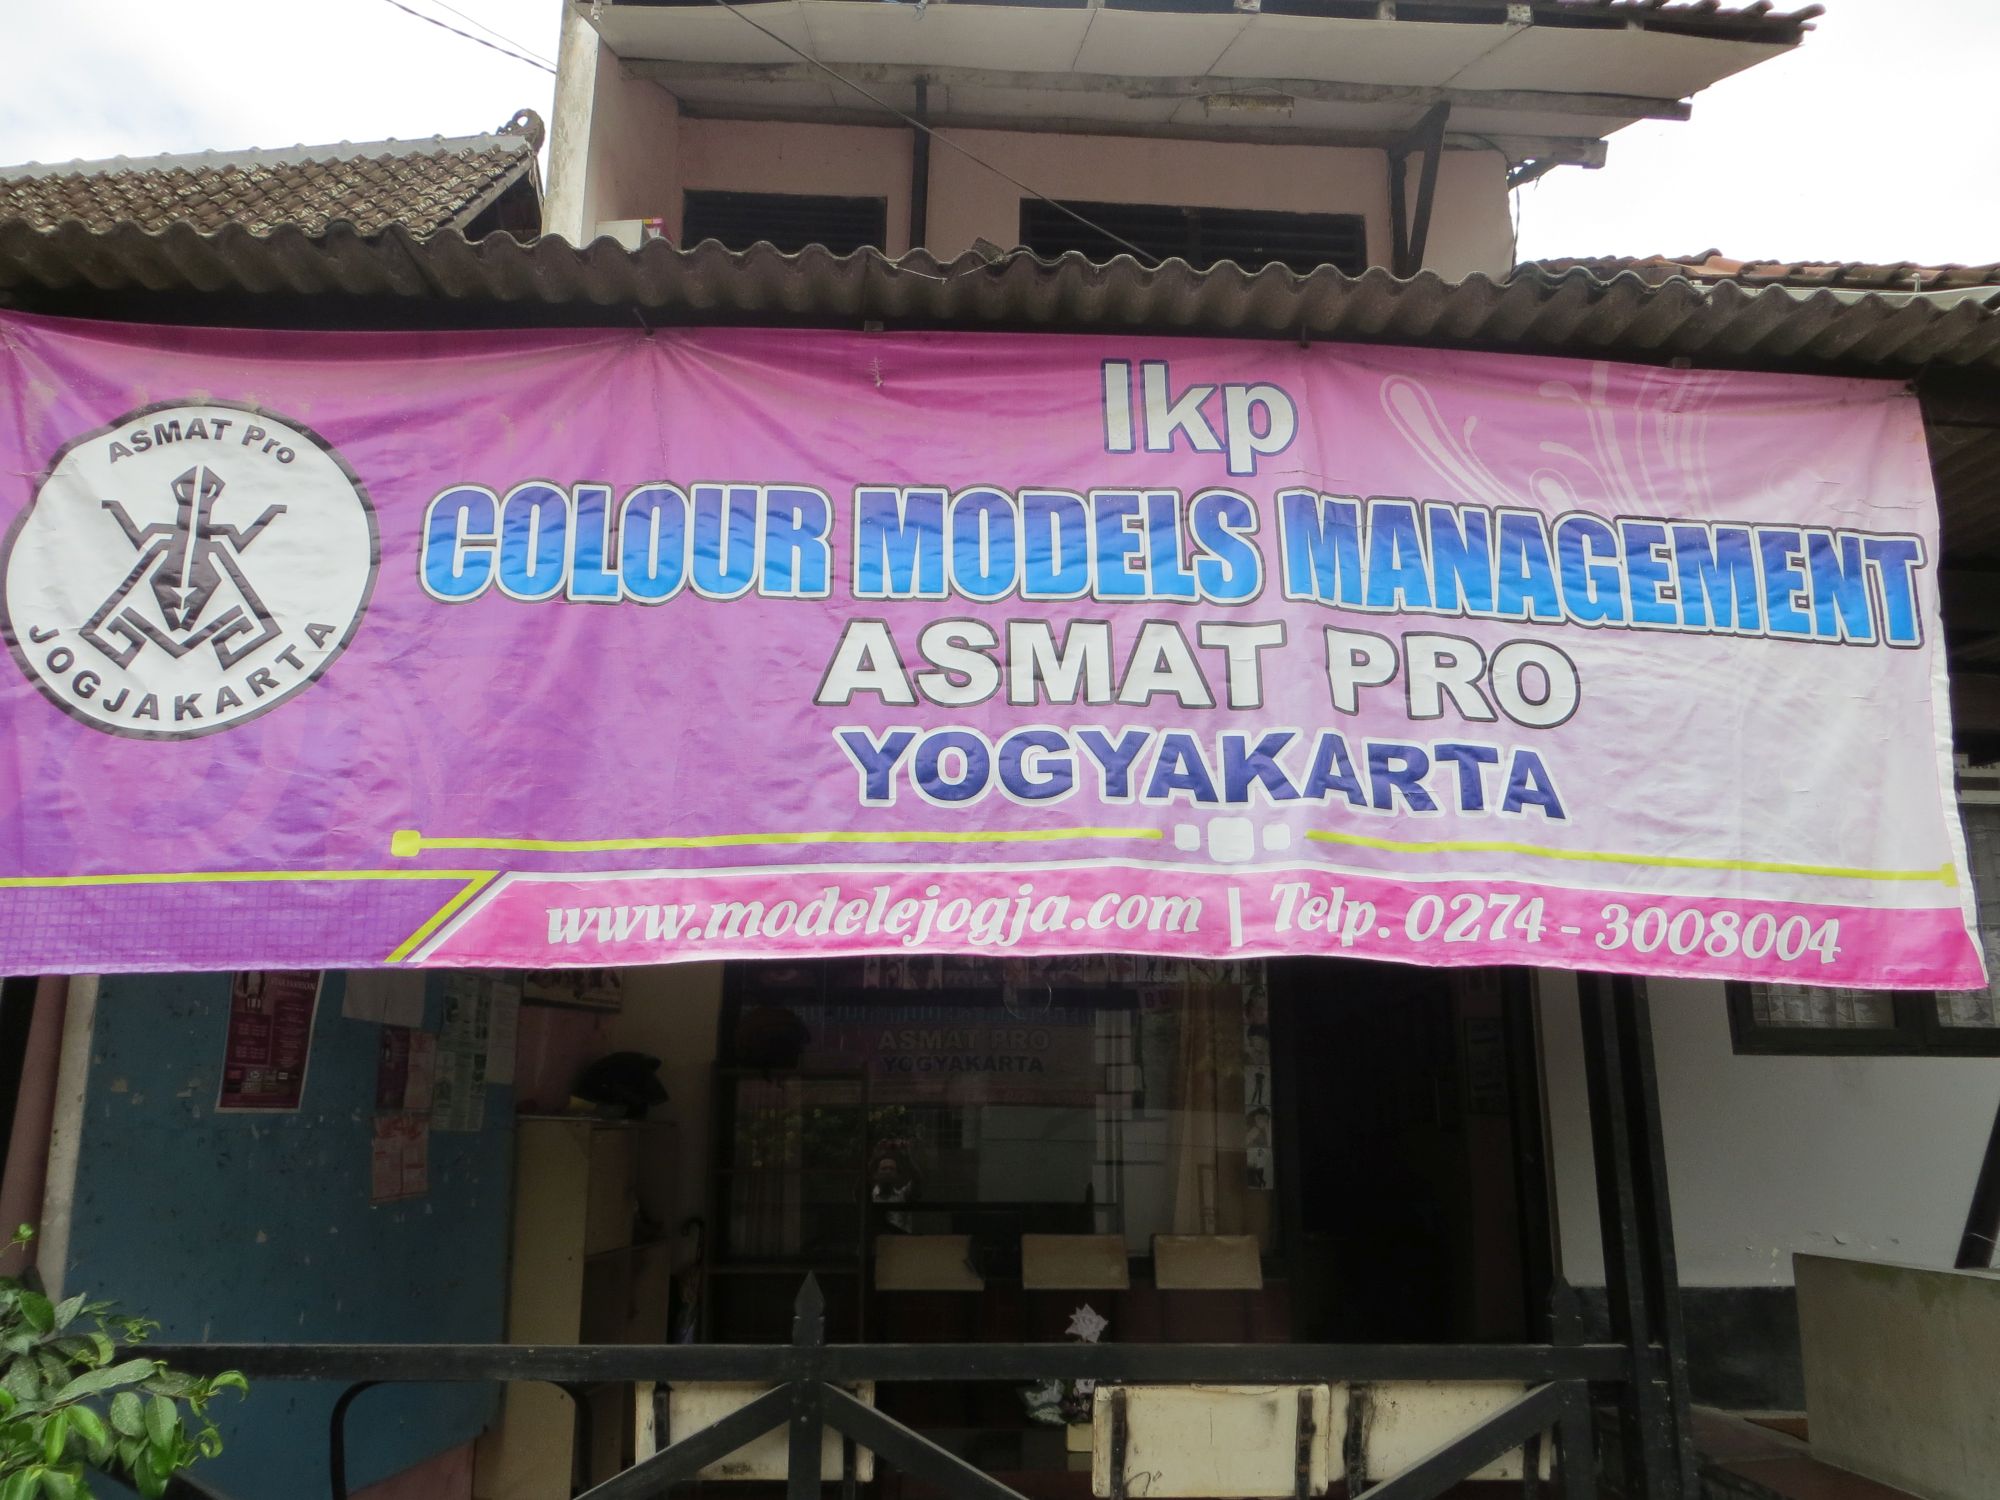 ASMAT Pro
JOGJAKARTA
lkp
COLOUR MODELS MANAGEMENT
ASMAT PRO
YOGYAKARTA
www.modelejogja.com | Telp. 0274 - 3008004
ASMAT PRO
YOGYAKARTA